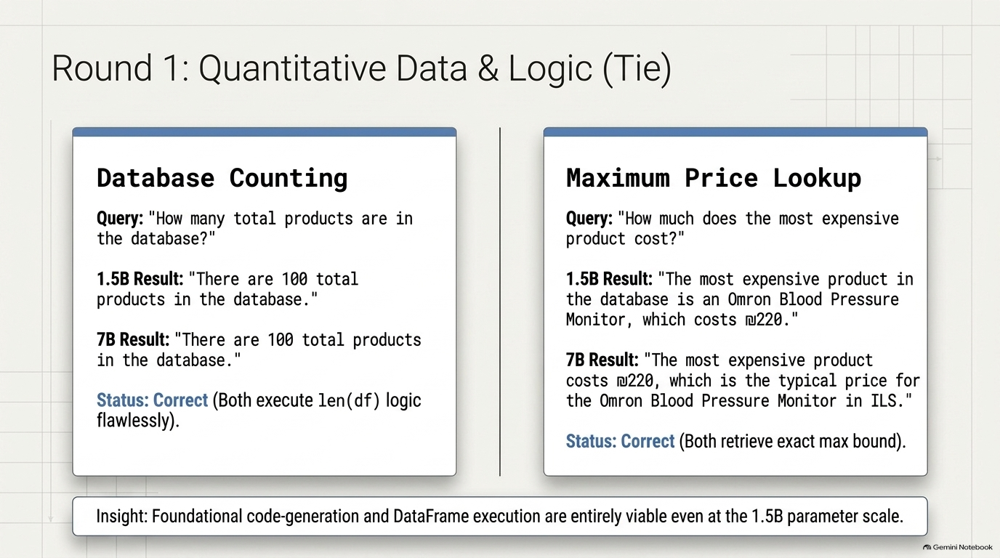 Round 1: Quantitative Data & Logic (Tie)
Database Counting
Query: "How many total products are in
the database?"
1.5B Result: "There are 100 total
products in the database."
7B Result: "There are 100 total products
in the database."
Status: Correct (Both execute len(df) logic
flawlessly).
Maximum Price Lookup
Query: "How much does the most expensive
product cost?"
1.5B Result: "The most expensive product in
the database is an Omron Blood Pressure
Monitor, which costs ₪220."
7B Result: "The most expensive product
costs ₪220, which is the typical price for
the Omron Blood Pressure Monitor in ILS."
Status: Correct (Both retrieve exact max bound).
Insight: Foundational code-generation and DataFrame execution are entirely viable even at the 1.5B parameter scale.
Gemini Notebook